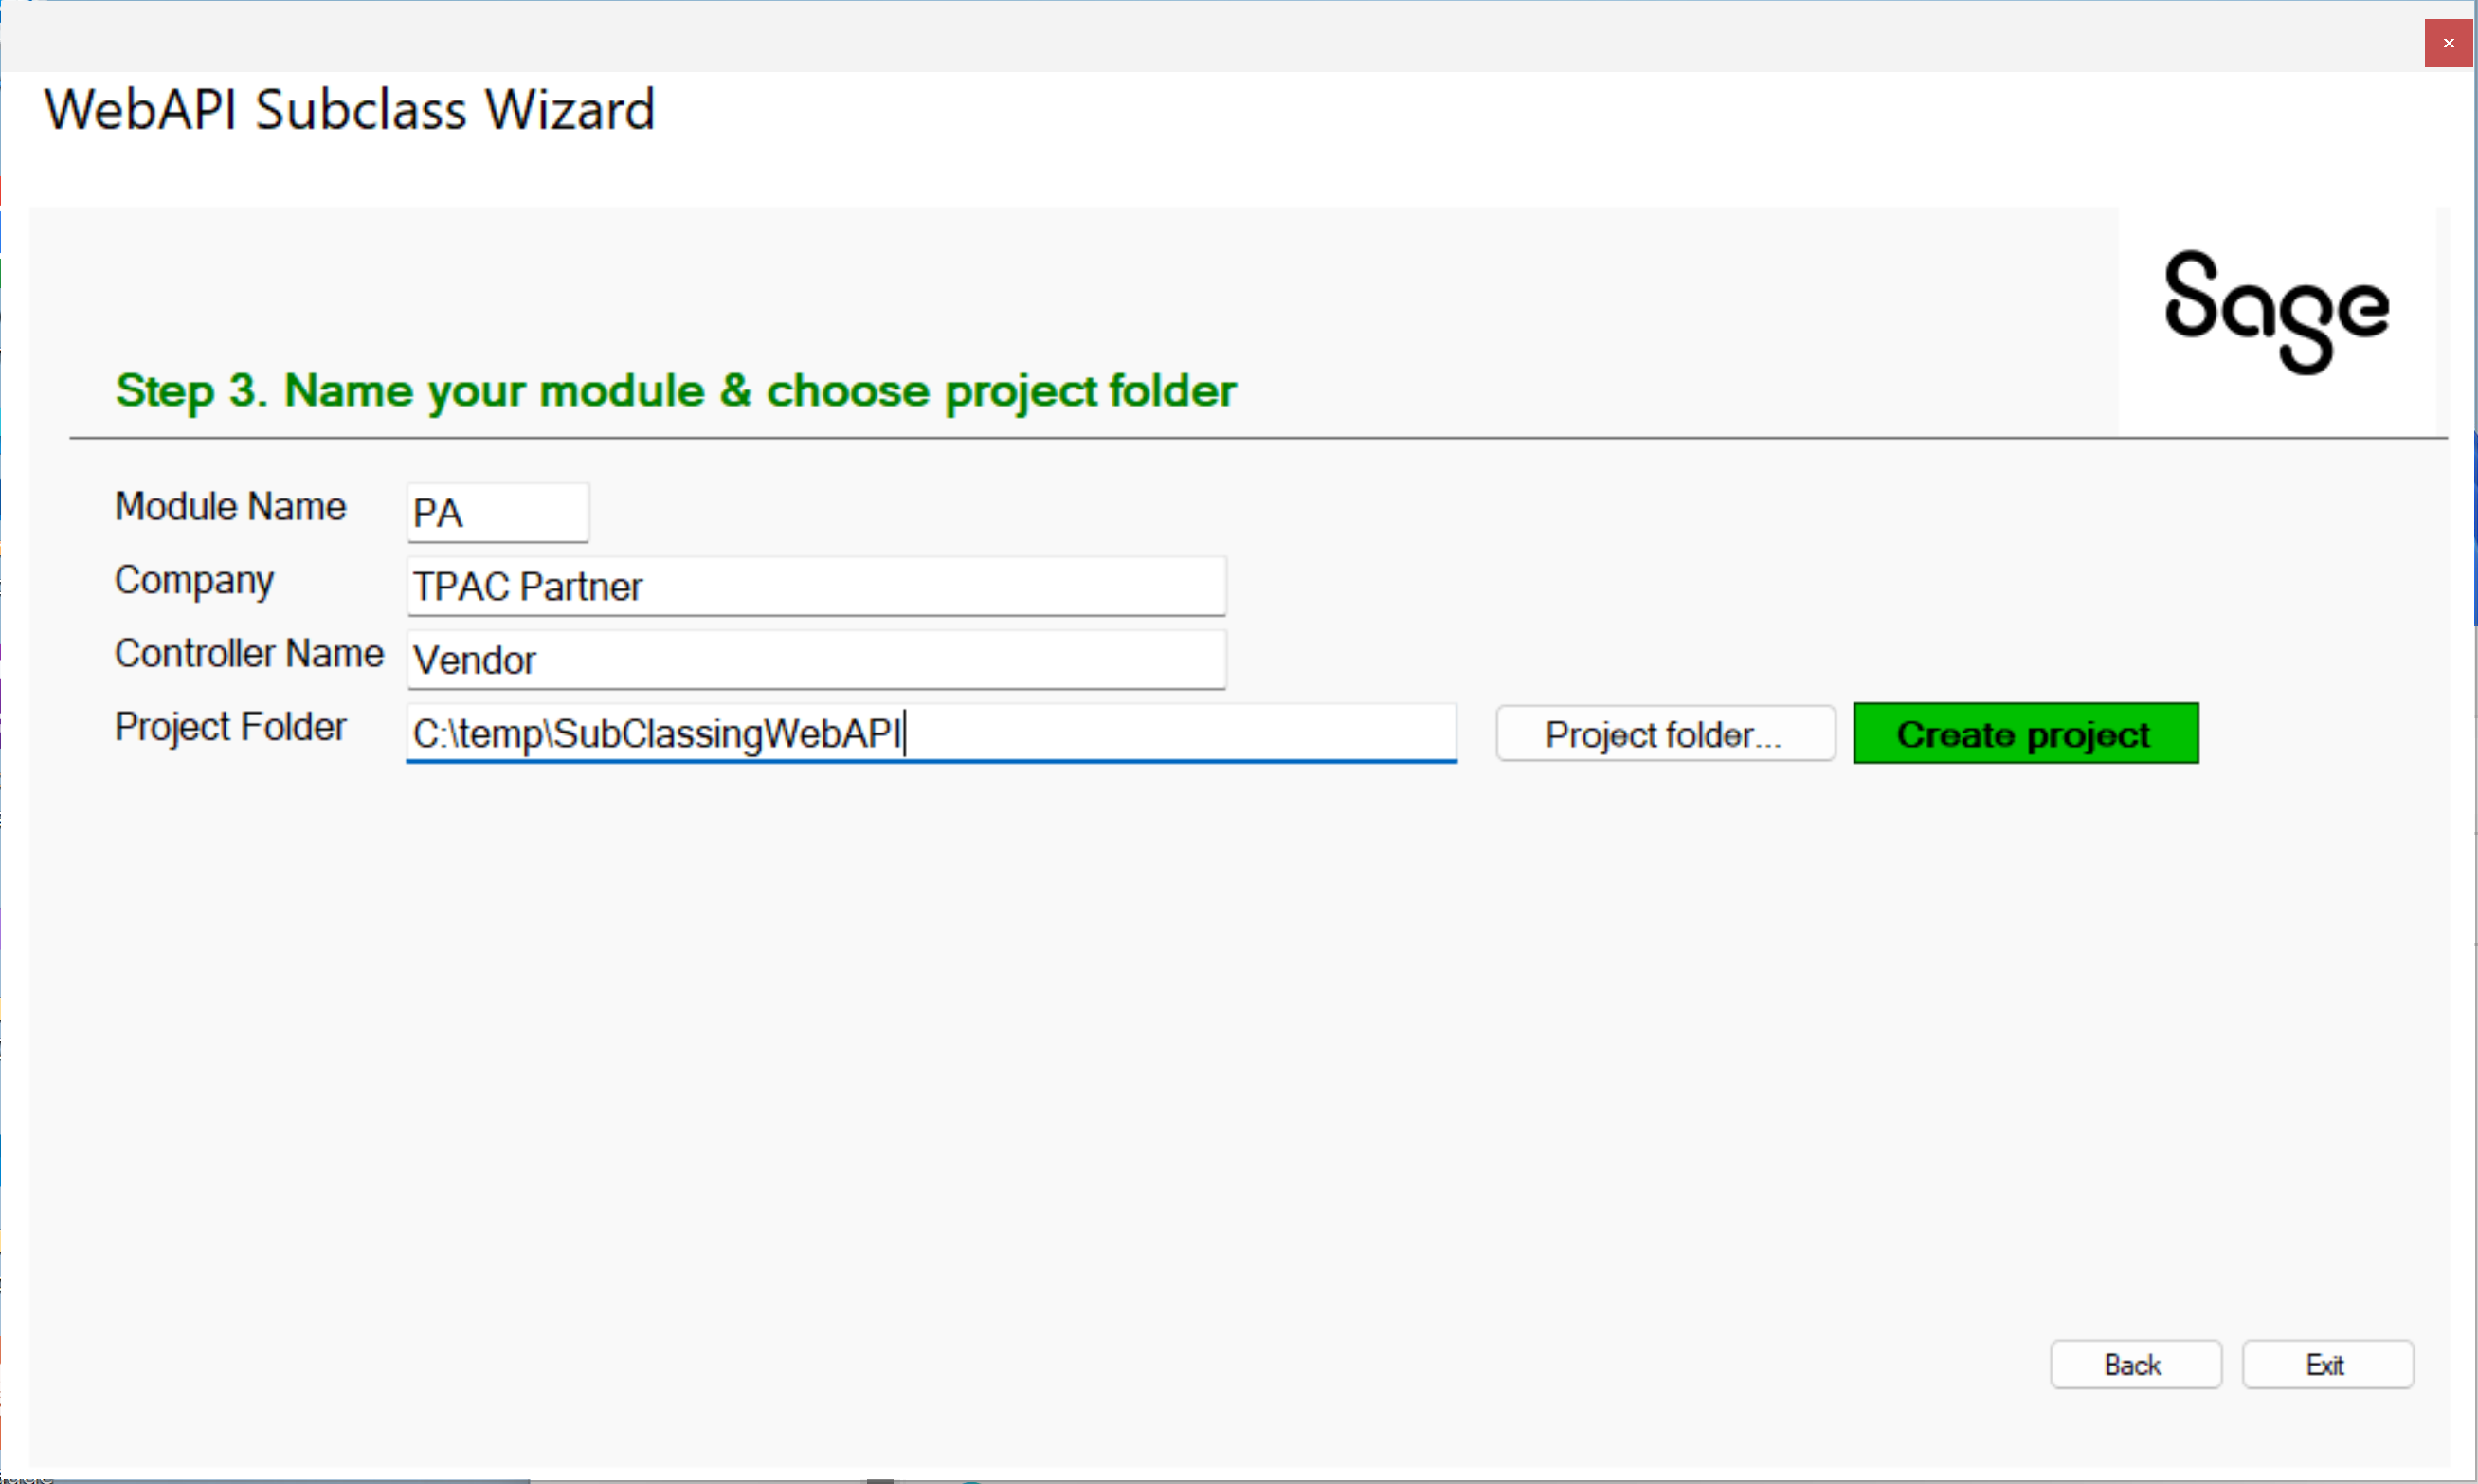 ×
WebAPI Subclass Wizard
Sage
Step 3. Name your module & choose project folder
Module Name PA
Company TPAC Partner
Controller Name Vendor
Project Folder C:\temp\SubClassingWebAPI Project folder... Create project
Back Exit